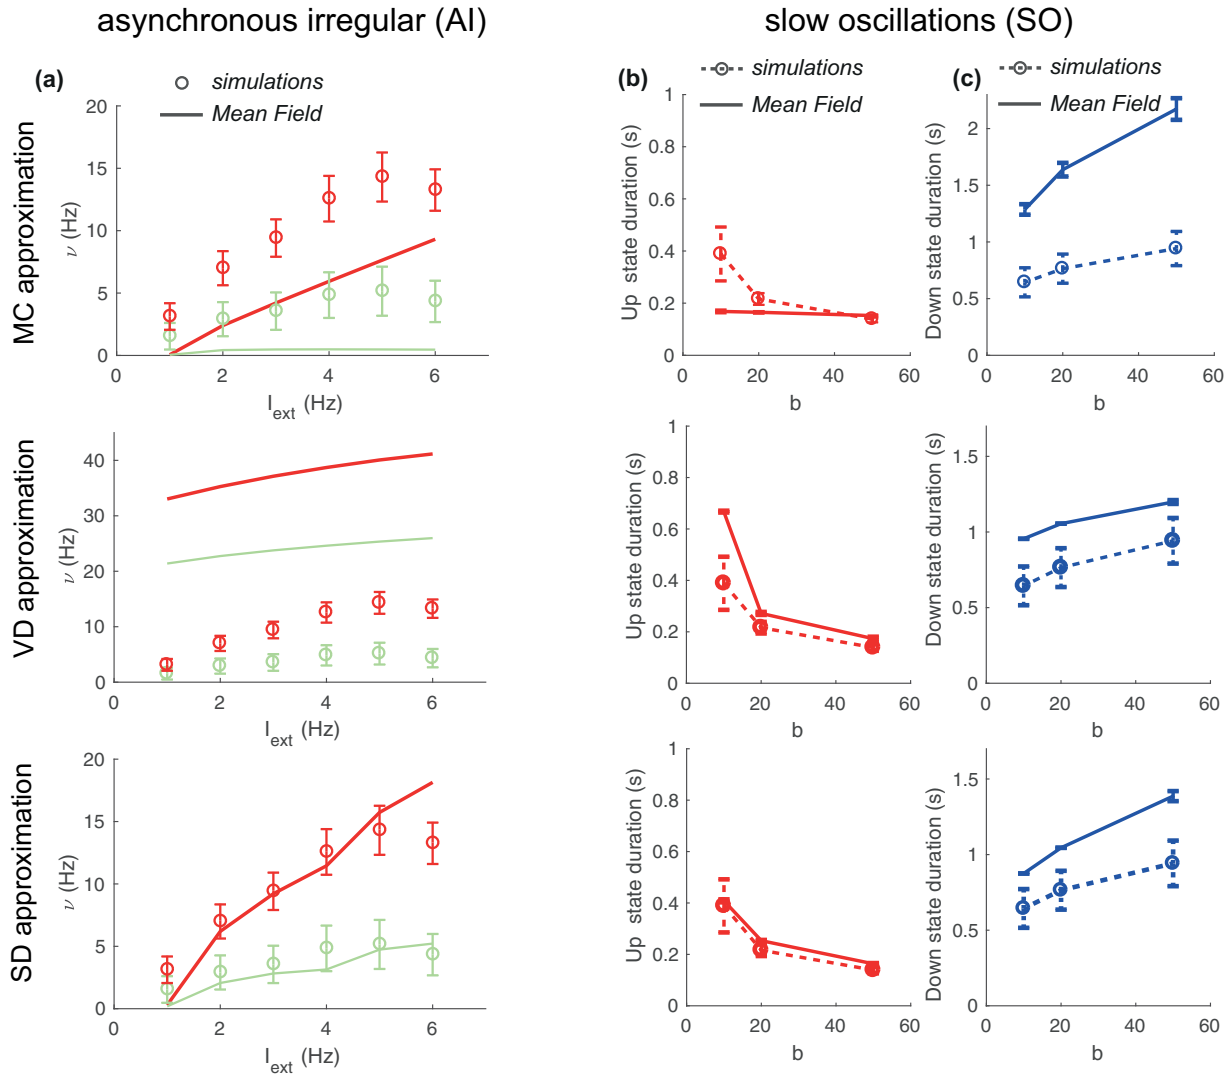 asynchronous irregular (AI)
slow oscillations (SO)
MC approximation
(a)
simulations
Mean Field
20
15
10
5
0
ν (Hz)
0 2 4 6
I_ext (Hz)
(b)
simulations
Mean Field
1
0.8
0.6
0.4
0.2
0
Up state duration (s)
0 20 40 60
b
(c)
2
1.5
1
0.5
0
Down state duration (s)
0 20 40 60
b
VD approximation
40
30
20
10
0
ν (Hz)
0 2 4 6
I_ext (Hz)
1
0.8
0.6
0.4
0.2
0
Up state duration (s)
0 20 40 60
b
1.5
1
0.5
0
Down state duration (s)
0 20 40 60
b
SD approximation
20
15
10
5
0
ν (Hz)
0 2 4 6
I_ext (Hz)
1
0.8
0.6
0.4
0.2
0
Up state duration (s)
0 20 40 60
b
1.5
1
0.5
0
Down state duration (s)
0 20 40 60
b